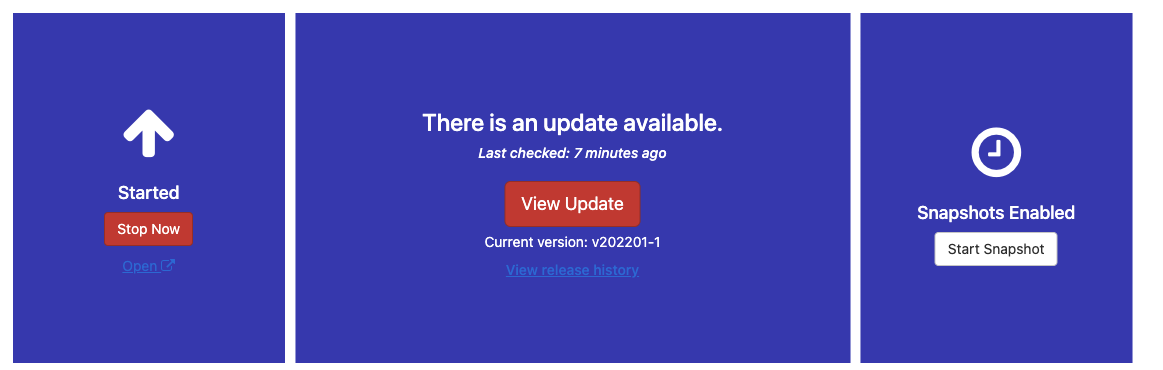 Started
Stop Now
Open
There is an update available.
Last checked: 7 minutes ago
View Update
Current version: v202201-1
View release history
Snapshots Enabled
Start Snapshot